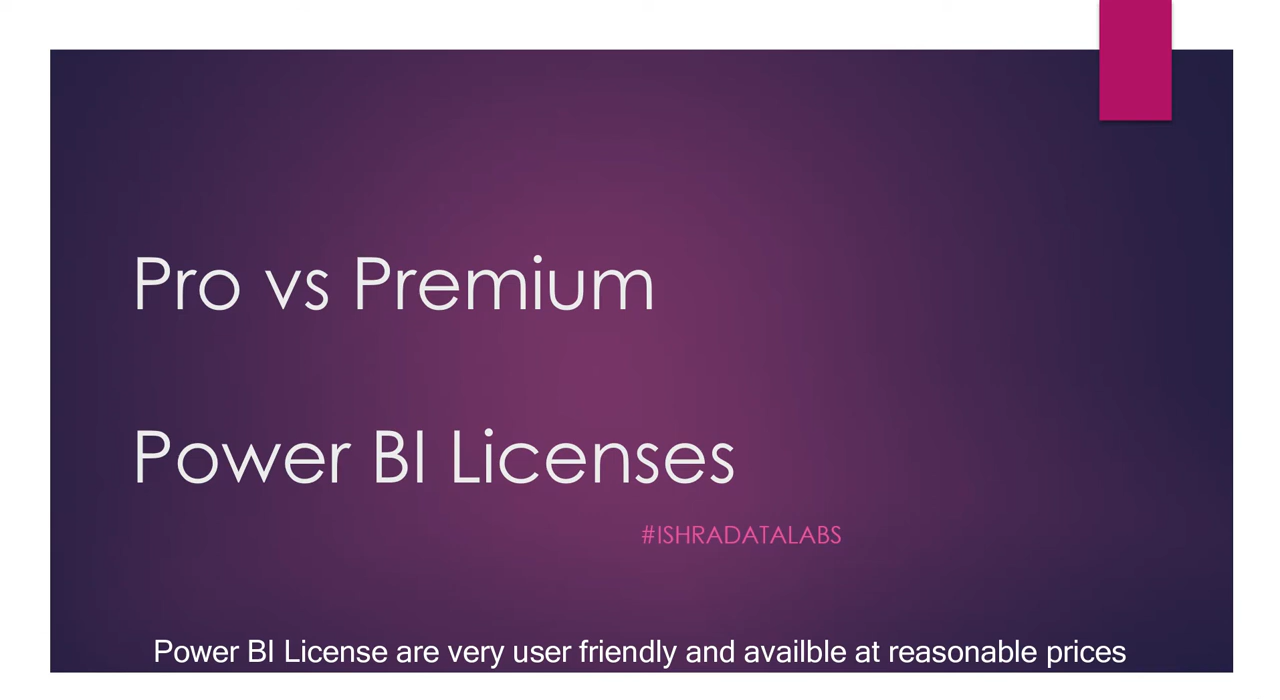 Pro vs Premium
Power BI Licenses
#ISHRADATALABS
Power BI License are very user friendly and availble at reasonable prices